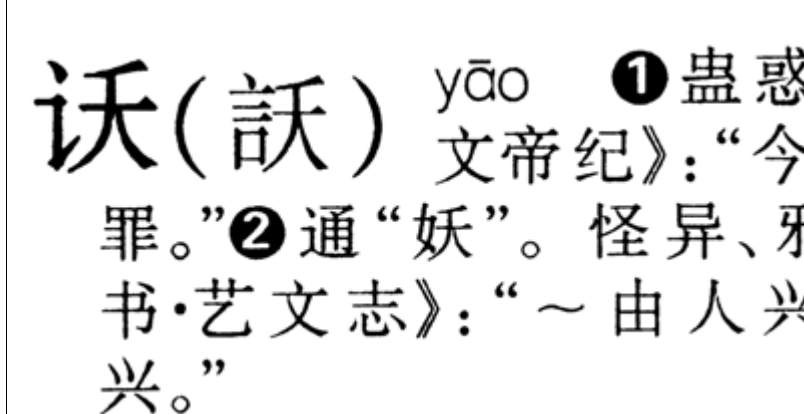 𫍚(訞) yāo ❶蛊惑
文帝纪》：“今
罪。”❷通“妖”。怪异、邪
书·艺文志》：“～由人兴
兴。”